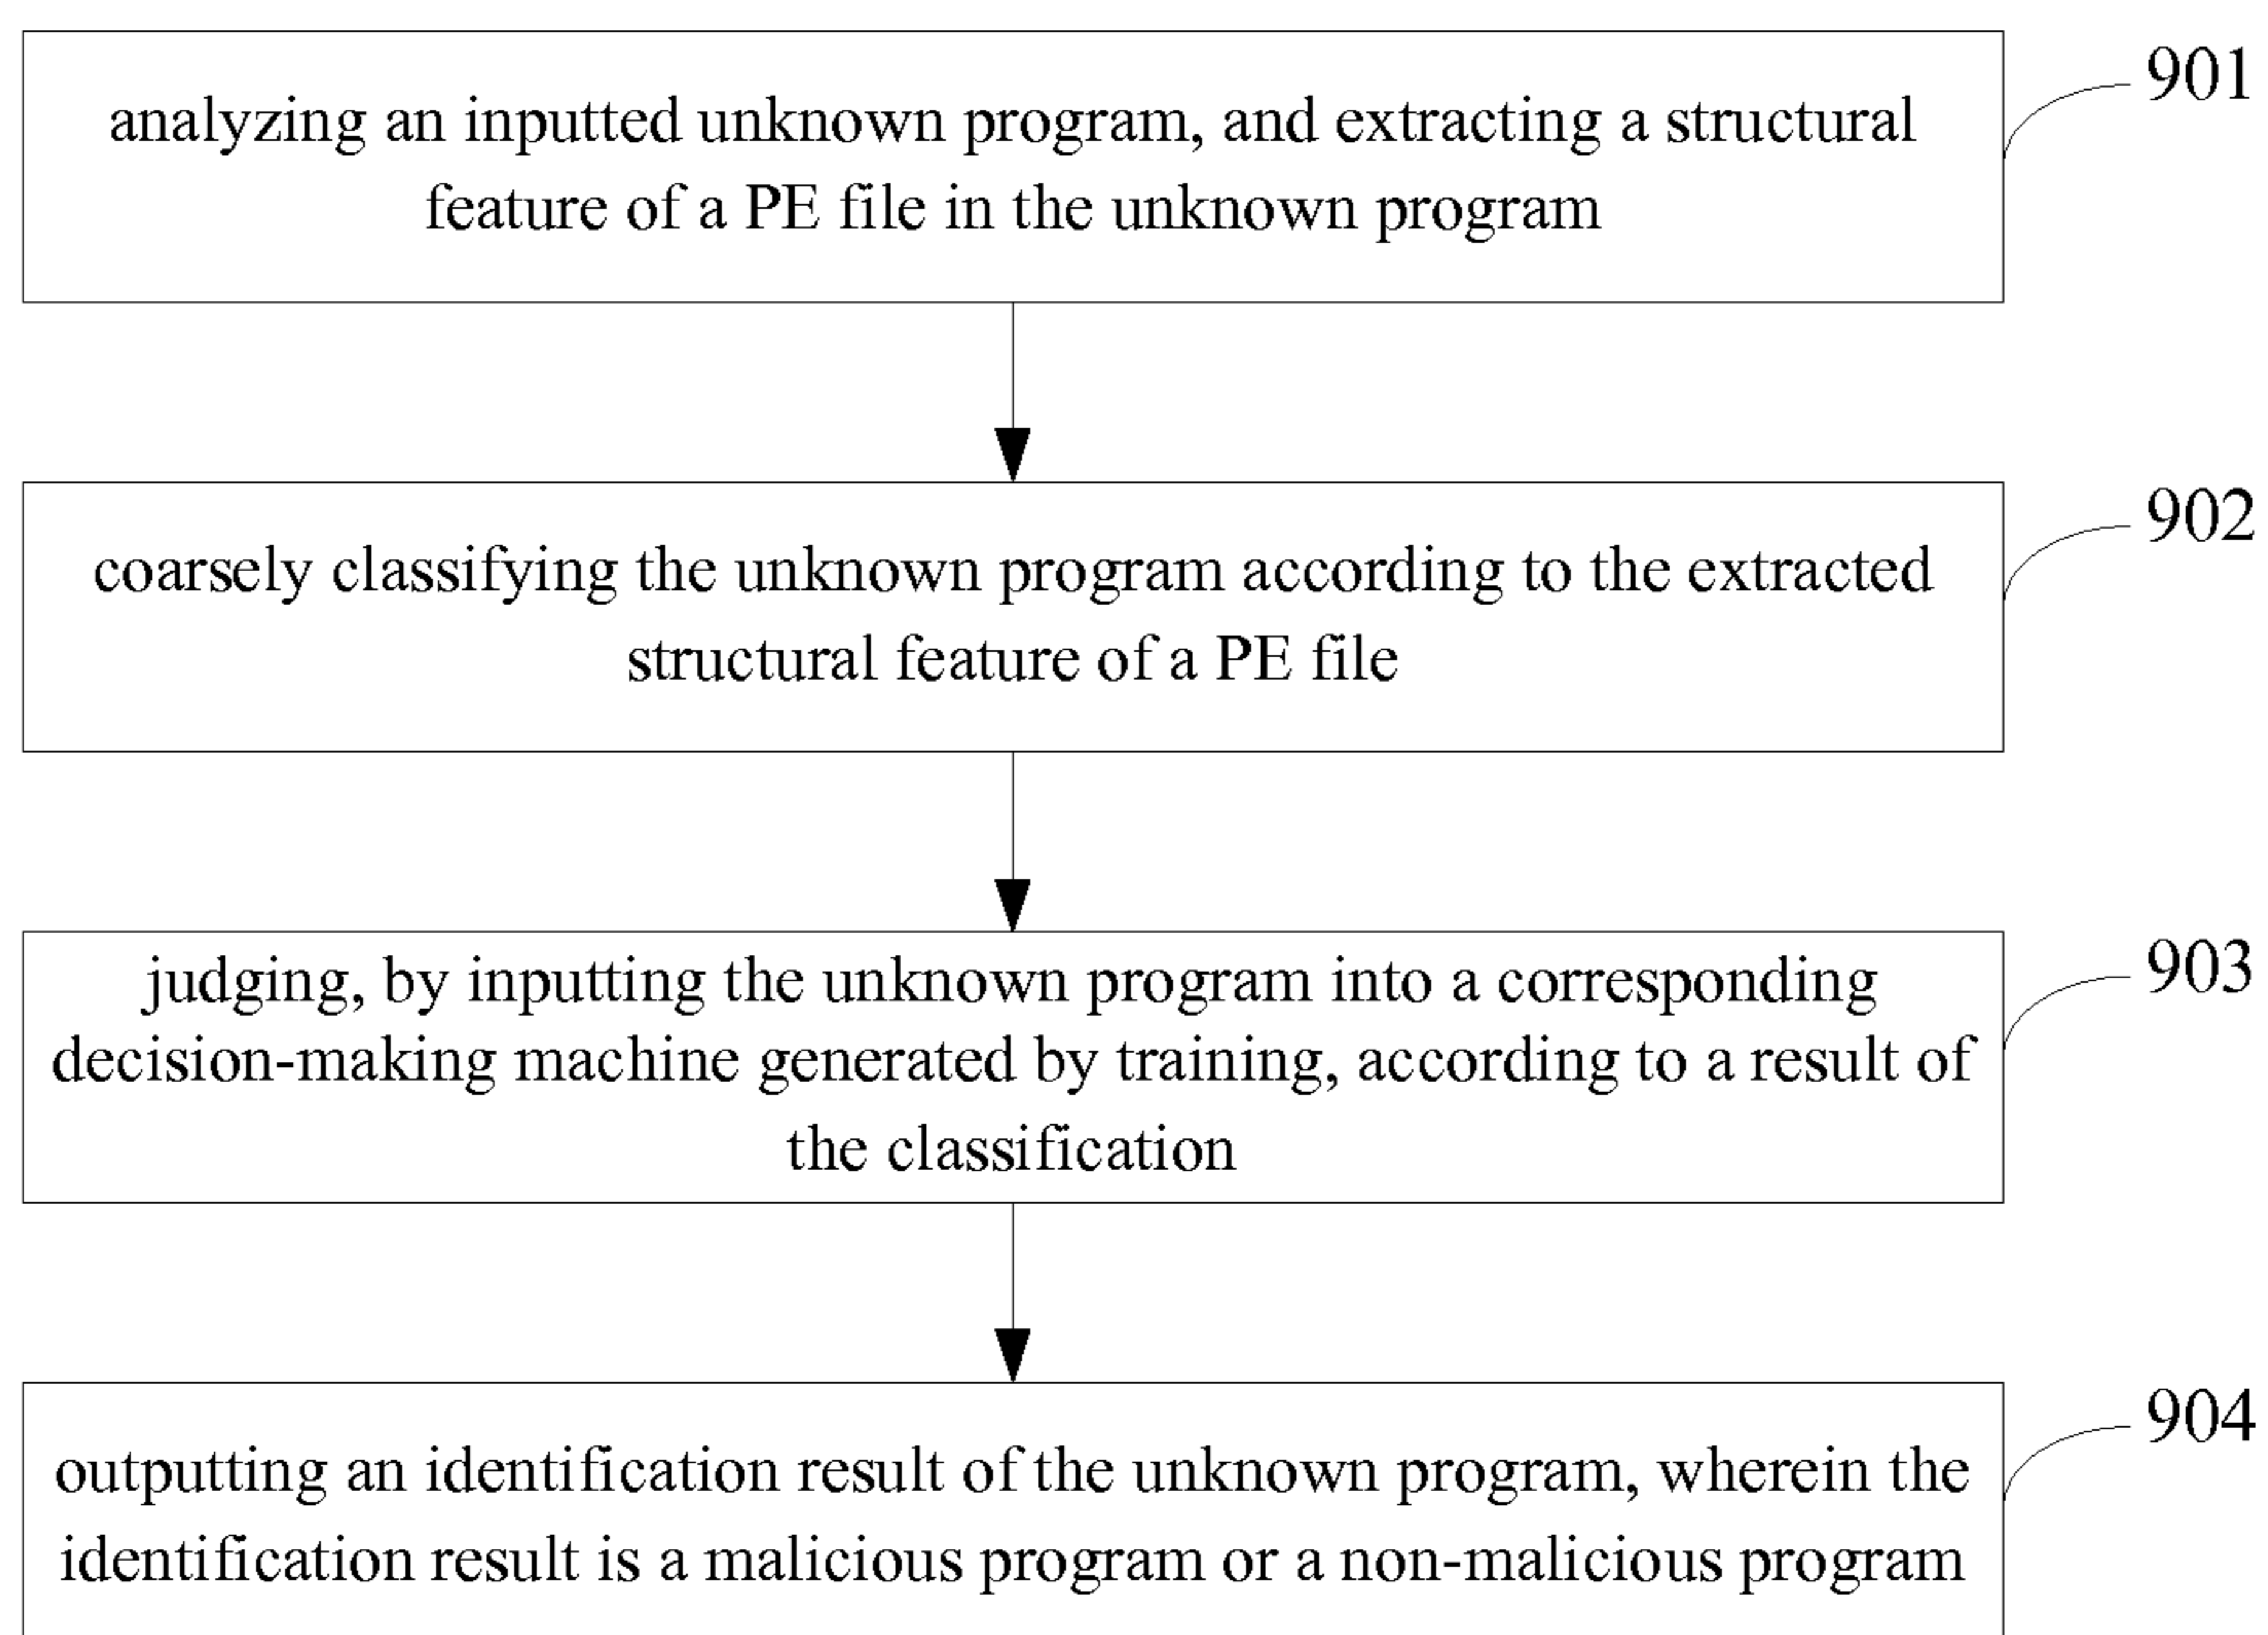 901
analyzing an inputted unknown program, and extracting a structural
feature of a PE file in the unknown program
902
coarsely classifying the unknown program according to the extracted
structural feature of a PE file
903
judging, by inputting the unknown program into a corresponding
decision-making machine generated by training, according to a result of
the classification
904
outputting an identification result of the unknown program, wherein the
identification result is a malicious program or a non-malicious program